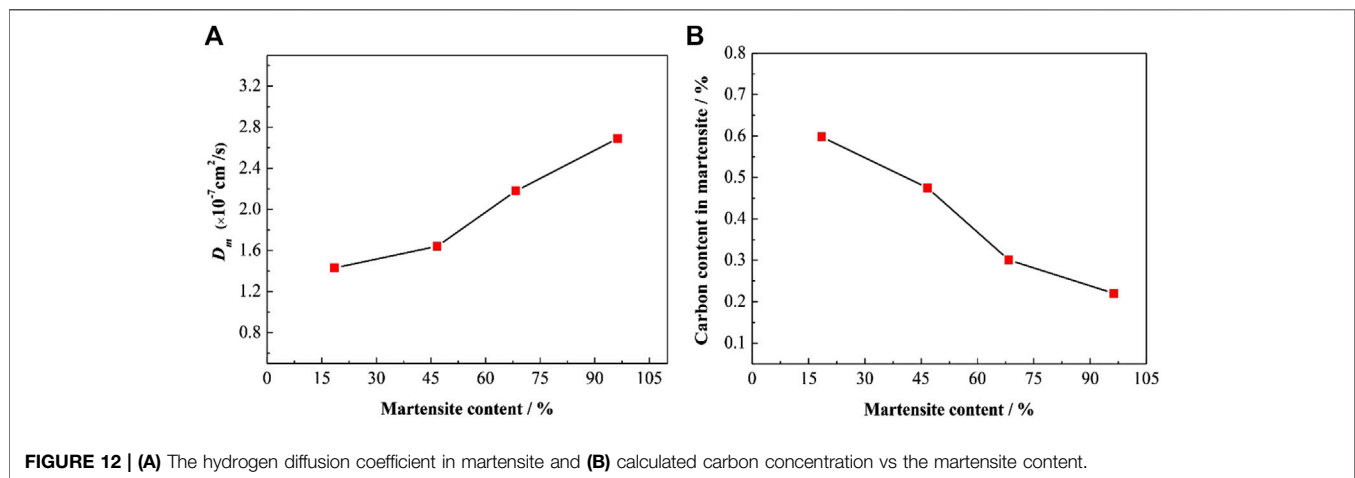 A
3.2
2.8
2.4
2.0
1.6
1.2
0.8
D_m (×10⁻⁷cm²/s)
0 15 30 45 60 75 90 105
Martensite content / %
B
0.8
0.7
0.6
0.5
0.4
0.3
0.2
0.1
Carbon content in martensite / %
0 15 30 45 60 75 90 105
Martensite content / %
FIGURE 12 | (A) The hydrogen diffusion coefficient in martensite and (B) calculated carbon concentration vs the martensite content.